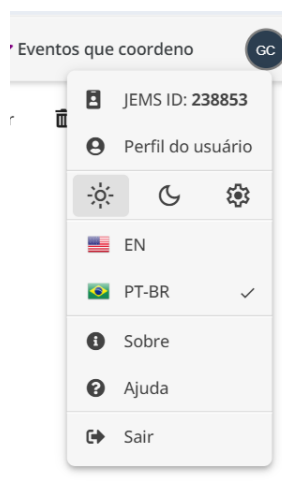 Eventos que coordeno
GC
JEMS ID: 238853
Perfil do usuário
EN
PT-BR
Sobre
Ajuda
Sair